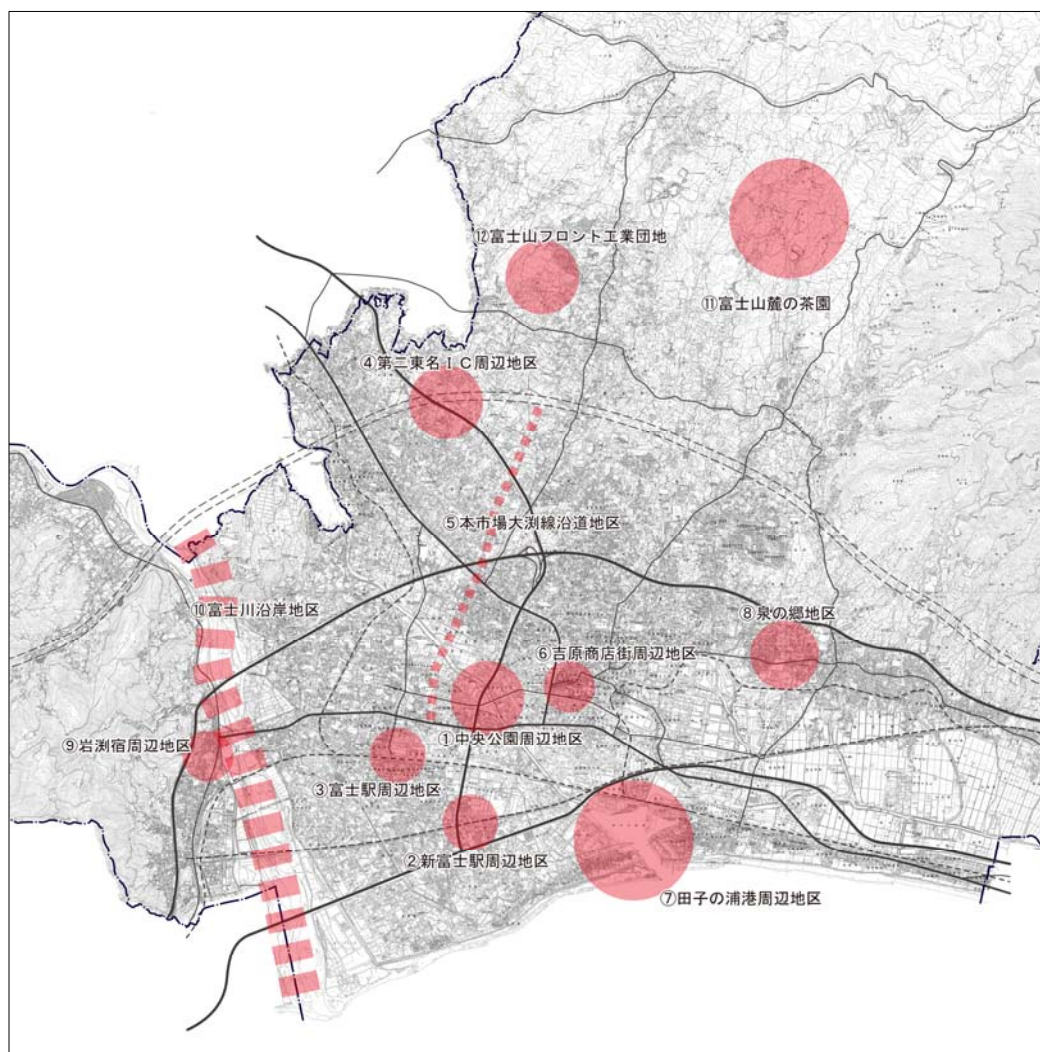 ⑫富士山フロント工業団地
⑪富士山麓の茶園
④第二東名IC周辺地区
⑤本市場大渕線沿道地区
⑩富士川沿岸地区
⑧泉の郷地区
⑥吉原商店街周辺地区
⑨岩渕宿周辺地区
①中央公園周辺地区
③富士駅周辺地区
②新富士駅周辺地区
⑦田子の浦港周辺地区